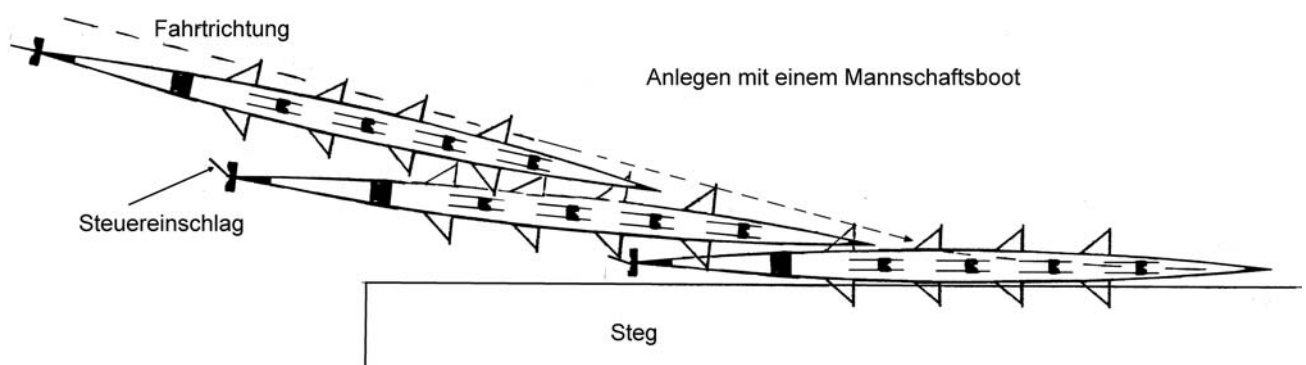 Fahrtrichtung
Anlegen mit einem Mannschaftsboot
Steuereinschlag
Steg